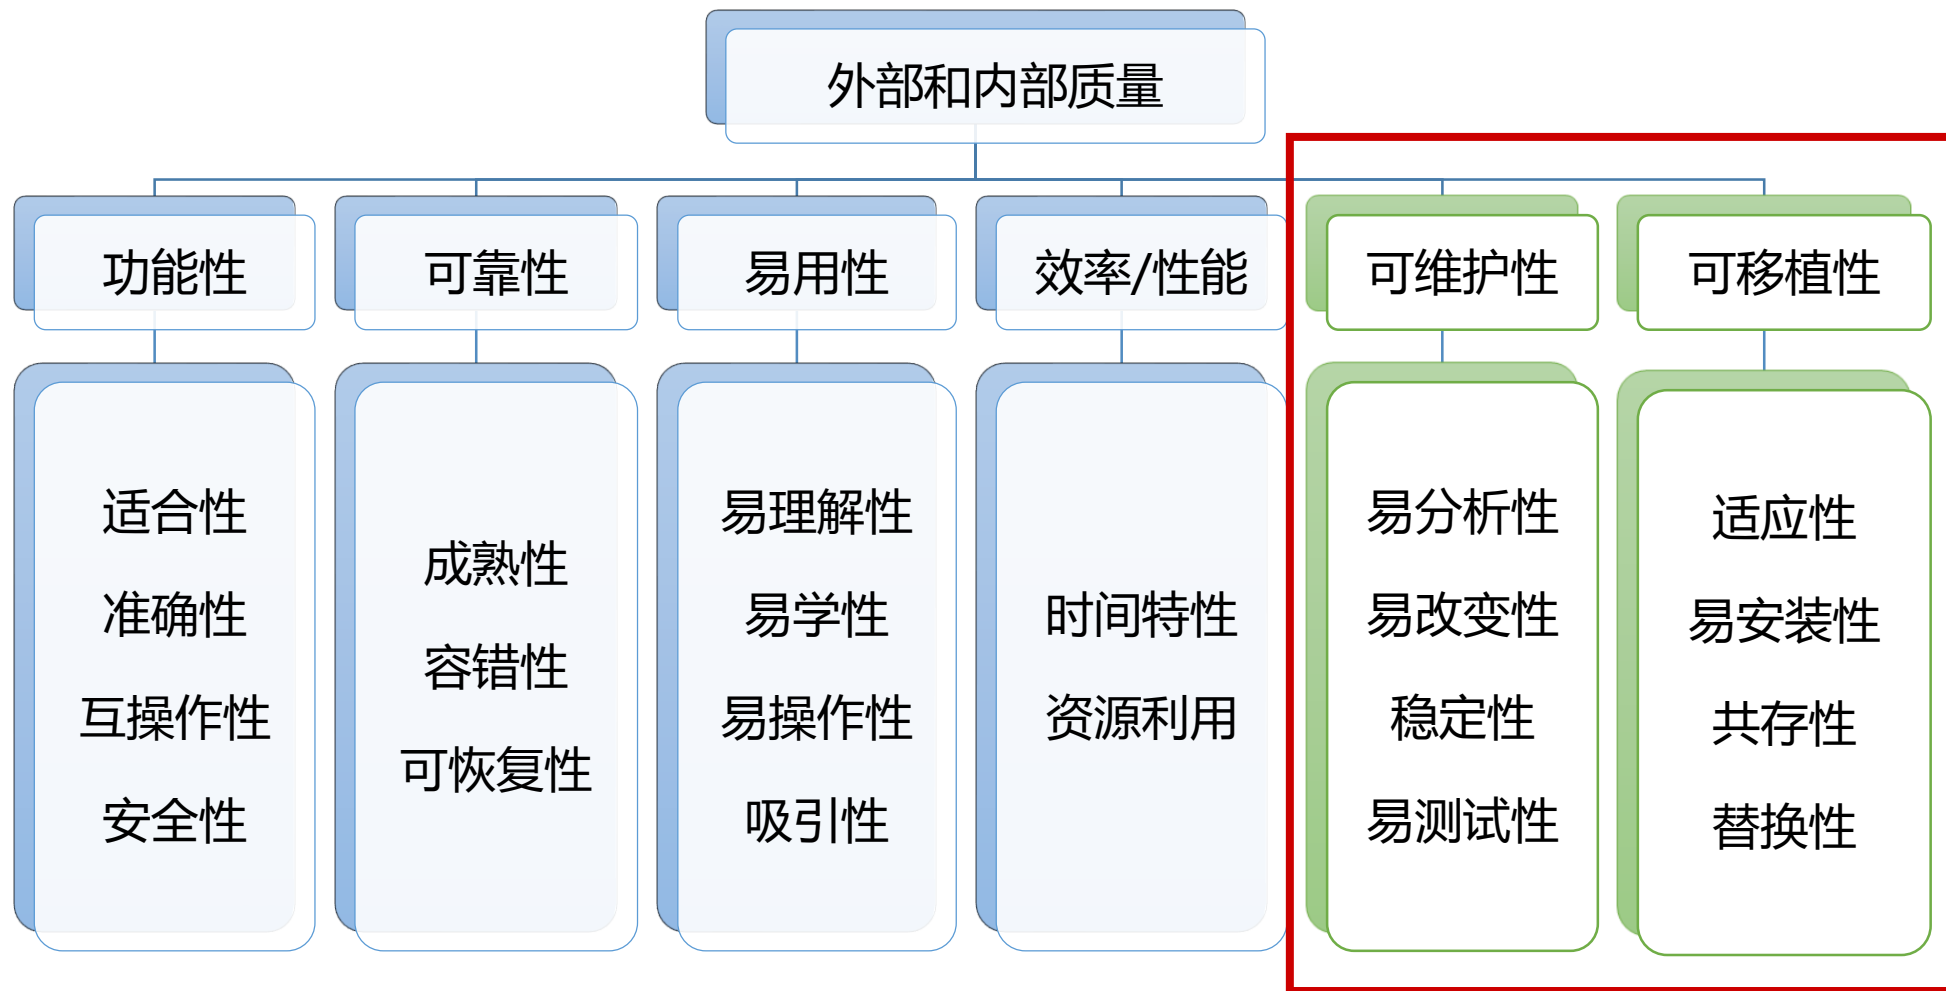 外部和内部质量
功能性
可靠性
易用性
效率/性能
可维护性
可移植性
适合性
准确性
互操作性
安全性
成熟性
容错性
可恢复性
易理解性
易学性
易操作性
吸引性
时间特性
资源利用
易分析性
易改变性
稳定性
易测试性
适应性
易安装性
共存性
替换性